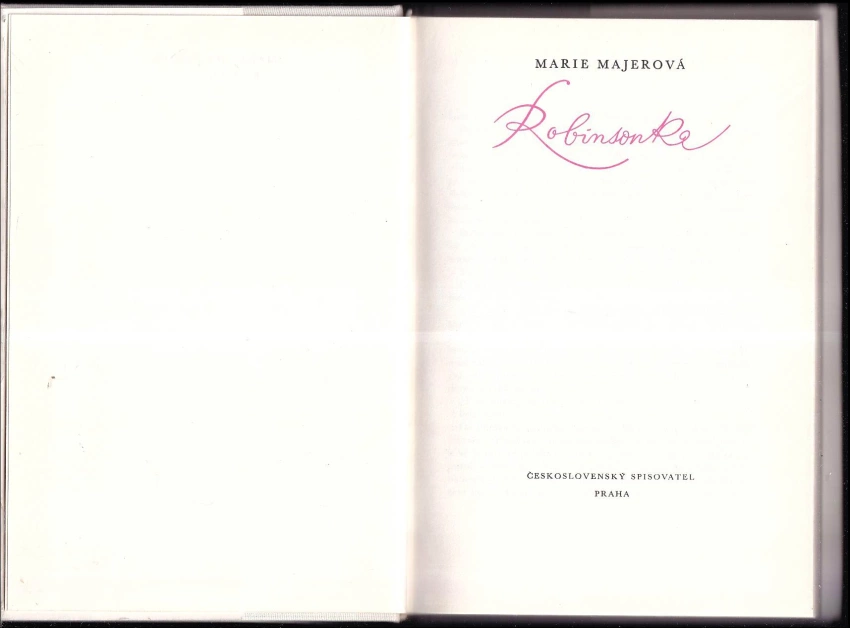 MARIE MAJEROVÁ
Robinsonka
ČESKOSLOVENSKÝ SPISOVATEL
PRAHA